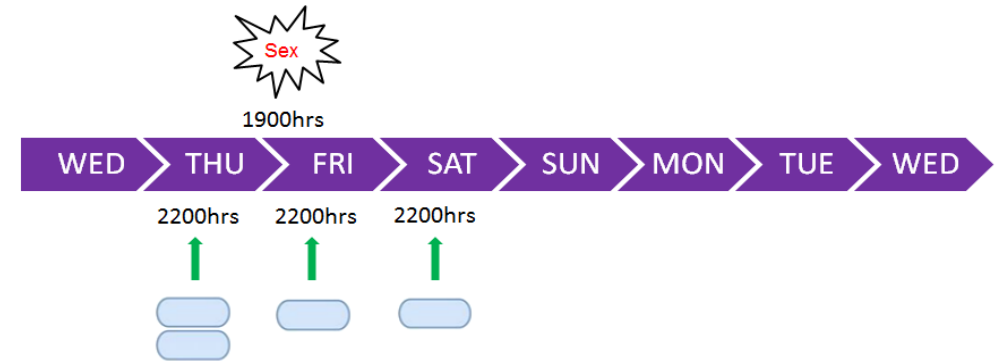 Sex
1900hrs
WED THU FRI SAT SUN MON TUE WED
2200hrs 2200hrs 2200hrs